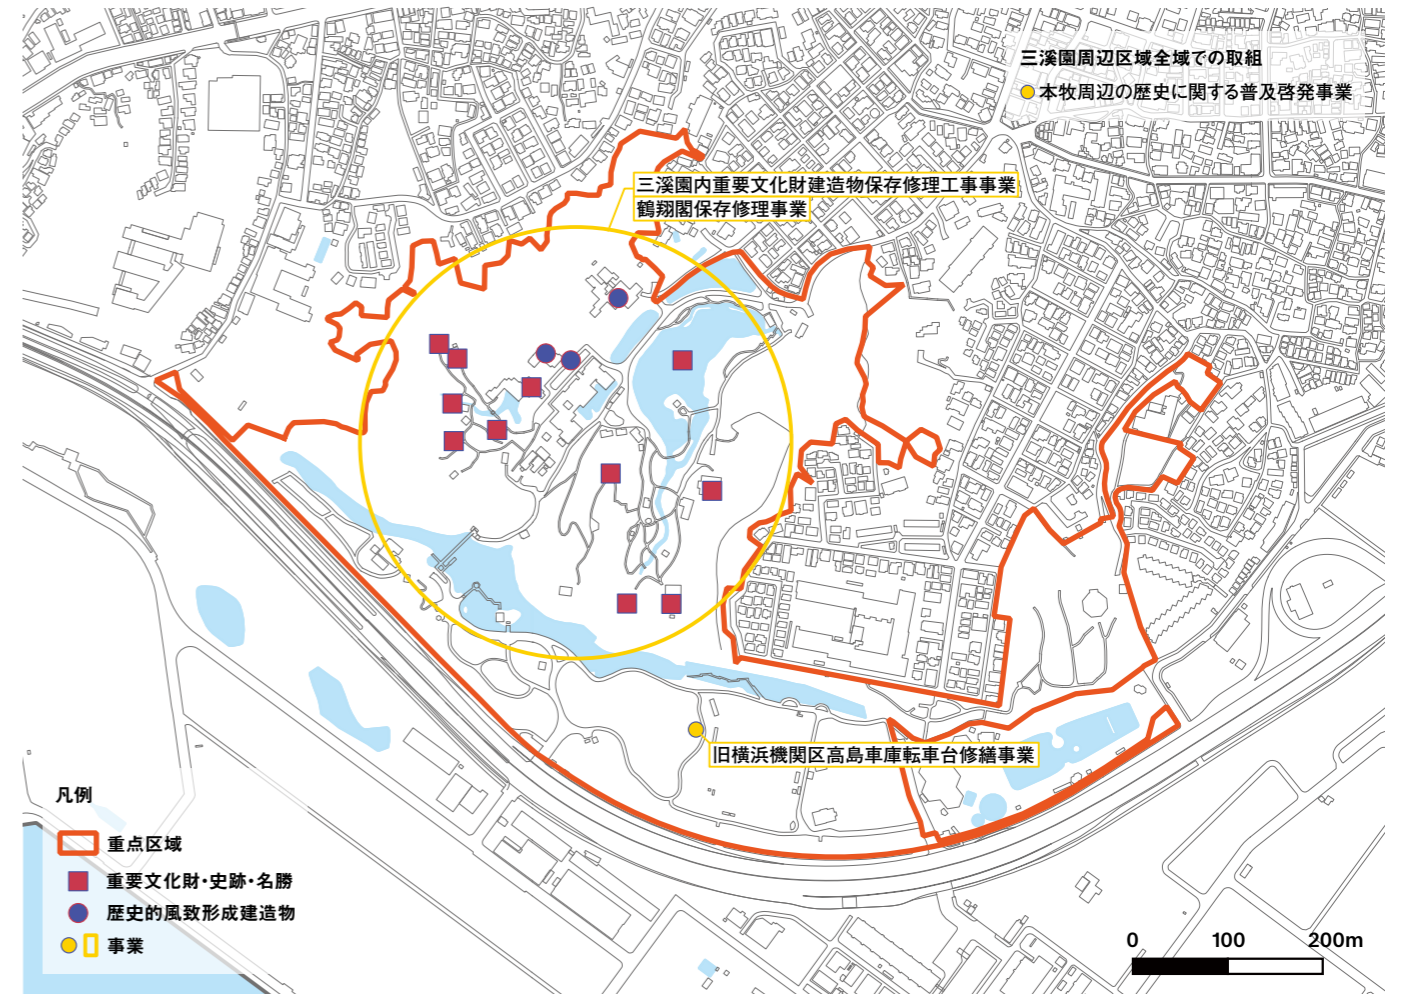 三溪園周辺区域全域での取組
本牧周辺の歴史に関する普及啓発事業
三溪園内重要文化財建造物保存修理工事事業
鶴翔閣保存修理事業
旧横浜機関区高島車庫転車台修繕事業
凡例
重点区域
重要文化財・史跡・名勝
歴史的風致形成建造物
事業
0 100 200m